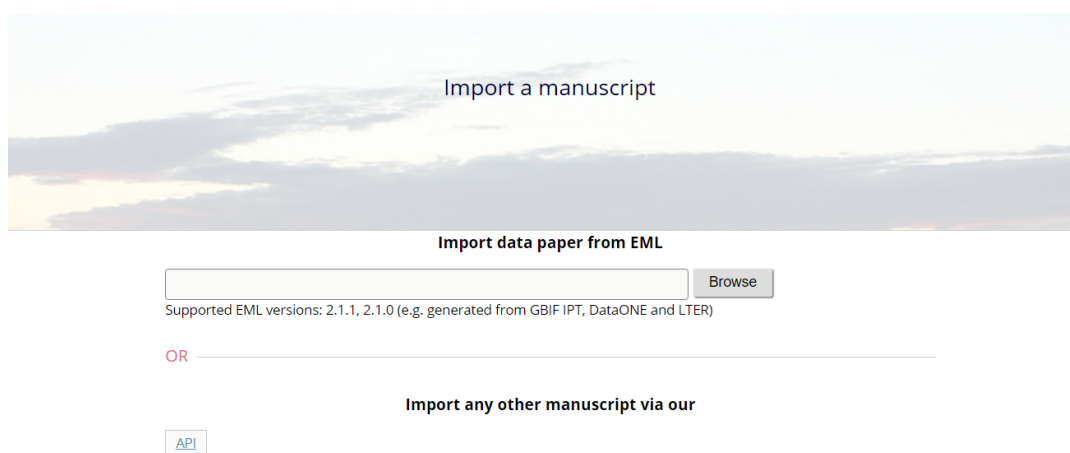 Import a manuscript
Import data paper from EML
Browse
Supported EML versions: 2.1.1, 2.1.0 (e.g. generated from GBIF IPT, DataONE and LTER)
OR
Import any other manuscript via our
API